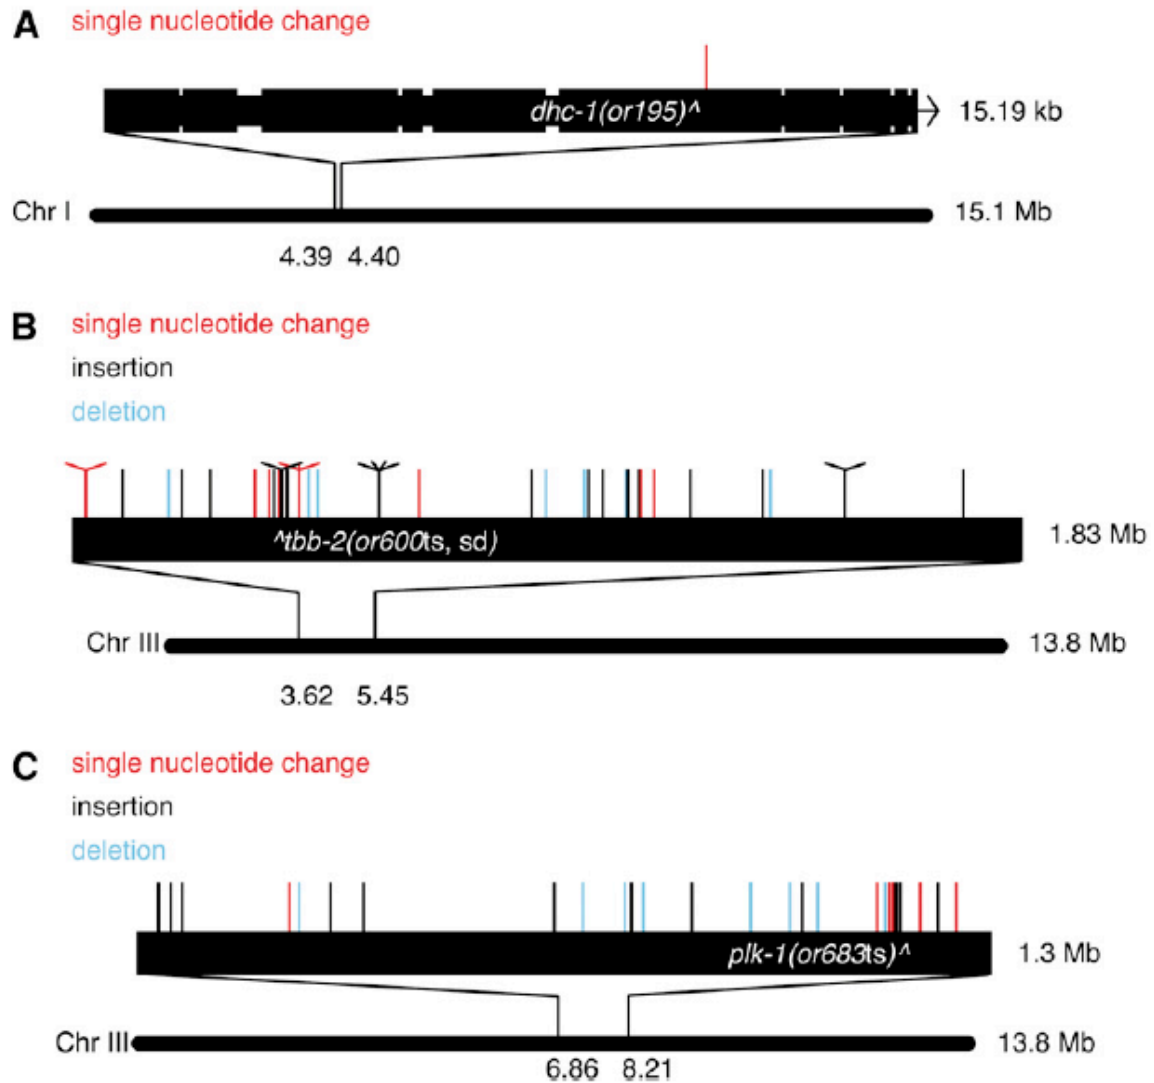 A single nucleotide change
dhc-1(or195)^
15.19 kb
Chr I
15.1 Mb
4.39 4.40
B single nucleotide change
insertion
deletion
^tbb-2(or600ts, sd)
1.83 Mb
Chr III
13.8 Mb
3.62 5.45
C single nucleotide change
insertion
deletion
plk-1(or683ts)^
1.3 Mb
Chr III
13.8 Mb
6.86 8.21